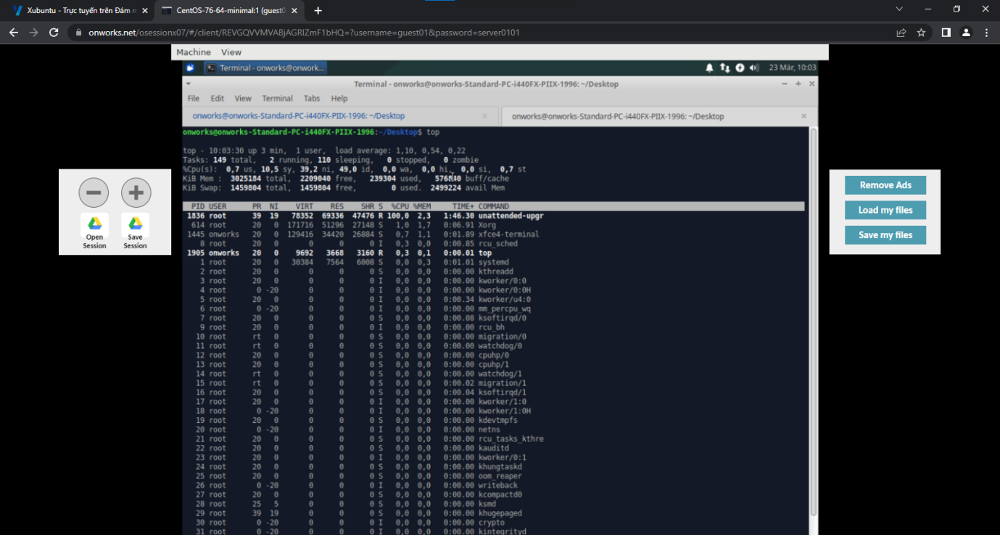 Xubuntu - Trực tuyến trên Đám n
CentOS-76-64-minimal:1 (guest0
onworks.net/osessionx07/#/client/REVGQVVMVABjAGRIZmF1bHQ=?username=guest01&password=server0101
Machine View
Terminal - onworks@onwork...
23 Mär, 10:03
Terminal - onworks@onworks-Standard-PC-i440FX-PIIX-1996: ~/Desktop
File Edit View Terminal Tabs Help
onworks@onworks-Standard-PC-i440FX-PIIX-1996: ~/Desktop
onworks@onworks-Standard-PC-i440FX-PIIX-1996: ~/Desktop
onworks@onworks-Standard-PC-i440FX-PIIX-1996:~/Desktop$ top
top - 10:03:30 up 3 min, 1 user, load average: 1,10, 0,54, 0,22
Tasks: 149 total, 2 running, 110 sleeping, 0 stopped, 0 zombie
%Cpu(s): 0,7 us, 10,5 sy, 39,2 ni, 49,0 id, 0,0 wa, 0,0 hi, 0,0 si, 0,7 st
KiB Mem : 3025184 total, 2209040 free, 239304 used, 576840 buff/cache
KiB Swap: 1459804 total, 1459804 free, 0 used. 2499224 avail Mem
PID USER PR NI VIRT RES SHR S %CPU %MEM TIME+ COMMAND
1836 root 39 19 78352 69336 47476 R 100,0 2,3 1:46.30 unattended-upgr
614 root 20 0 171716 51296 27148 S 1,0 1,7 0:06.91 Xorg
1445 onworks 20 0 129416 34420 26884 S 0,7 1,1 0:01.89 xfce4-terminal
8 root 20 0 0 0 0 I 0,3 0,0 0:00.85 rcu_sched
1905 onworks 20 0 9692 3668 3160 R 0,3 0,1 0:00.01 top
1 root 20 0 30384 7564 6008 S 0,0 0,3 0:01.01 systemd
2 root 20 0 0 0 0 S 0,0 0,0 0:00.00 kthreadd
3 root 20 0 0 0 0 I 0,0 0,0 0:00.00 kworker/0:0
4 root 0 -20 0 0 0 I 0,0 0,0 0:00.00 kworker/0:0H
5 root 20 0 0 0 0 I 0,0 0,0 0:00.34 kworker/u4:0
6 root 0 -20 0 0 0 I 0,0 0,0 0:00.00 mm_percpu_wq
7 root 20 0 0 0 0 S 0,0 0,0 0:00.08 ksoftirqd/0
9 root 20 0 0 0 0 I 0,0 0,0 0:00.00 rcu_bh
10 root rt 0 0 0 0 S 0,0 0,0 0:00.00 migration/0
11 root rt 0 0 0 0 S 0,0 0,0 0:00.00 watchdog/0
12 root 20 0 0 0 0 S 0,0 0,0 0:00.00 cpuhp/0
13 root 20 0 0 0 0 S 0,0 0,0 0:00.00 cpuhp/1
14 root rt 0 0 0 0 S 0,0 0,0 0:00.00 watchdog/1
15 root rt 0 0 0 0 S 0,0 0,0 0:00.02 migration/1
16 root 20 0 0 0 0 S 0,0 0,0 0:00.04 ksoftirqd/1
17 root 20 0 0 0 0 I 0,0 0,0 0:00.00 kworker/1:0
18 root 0 -20 0 0 0 I 0,0 0,0 0:00.00 kworker/1:0H
19 root 20 0 0 0 0 S 0,0 0,0 0:00.00 kdevtmpfs
20 root 0 -20 0 0 0 I 0,0 0,0 0:00.00 netns
21 root 20 0 0 0 0 S 0,0 0,0 0:00.00 rcu_tasks_kthre
22 root 20 0 0 0 0 S 0,0 0,0 0:00.00 kauditd
23 root 20 0 0 0 0 I 0,0 0,0 0:00.00 kworker/0:1
24 root 20 0 0 0 0 S 0,0 0,0 0:00.00 khungtaskd
25 root 20 0 0 0 0 S 0,0 0,0 0:00.00 oom_reaper
26 root 0 -20 0 0 0 I 0,0 0,0 0:00.00 writeback
27 root 20 0 0 0 0 S 0,0 0,0 0:00.00 kcompactd0
28 root 25 5 0 0 0 S 0,0 0,0 0:00.00 ksmd
29 root 39 19 0 0 0 S 0,0 0,0 0:00.00 khugepaged
30 root 0 -20 0 0 0 I 0,0 0,0 0:00.00 crypto
31 root 0 -20 0 0 0 I 0,0 0,0 0:00.00 kintegrityd
Open Session
Save Session
Remove Ads
Load my files
Save my files